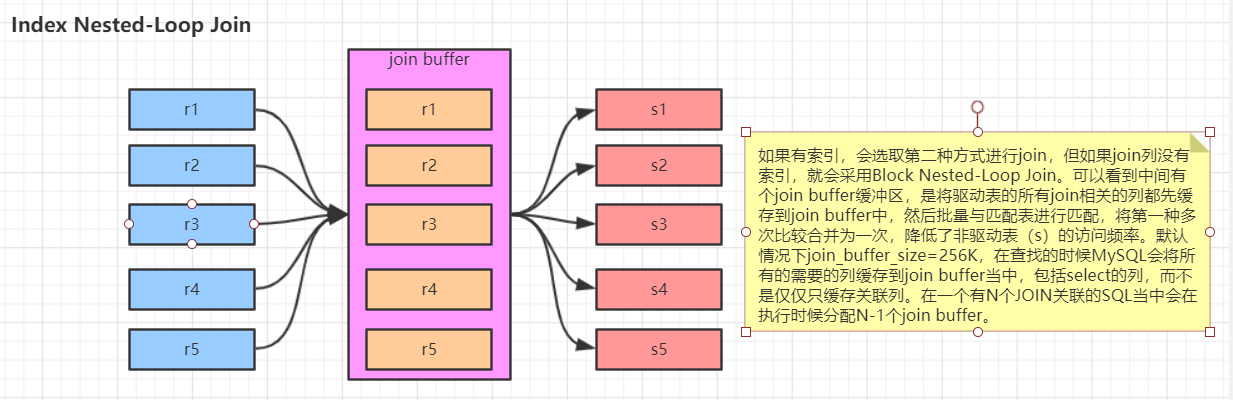 Index Nested-Loop Join
join buffer
r1
r1
s1
r2
r2
s2
r3
r3
s3
r4
r4
s4
r5
r5
s5
如果有索引，会选取第二种方式进行join，但如果join列没有
索引，就会采用Block Nested-Loop Join。可以看到中间有
个join buffer缓冲区，是将驱动表的所有join相关的列都先缓
存到join buffer中，然后批量与匹配表进行匹配，将第一种多
次比较合并为一次，降低了非驱动表（s）的访问频率。默认
情况下join_buffer_size=256K，在查找的时候MySQL会将所
有的需要的列缓存到join buffer当中，包括select的列，而不
是仅仅只缓存关联列。在一个有N个JOIN关联的SQL当中会在
执行时候分配N-1个join buffer。